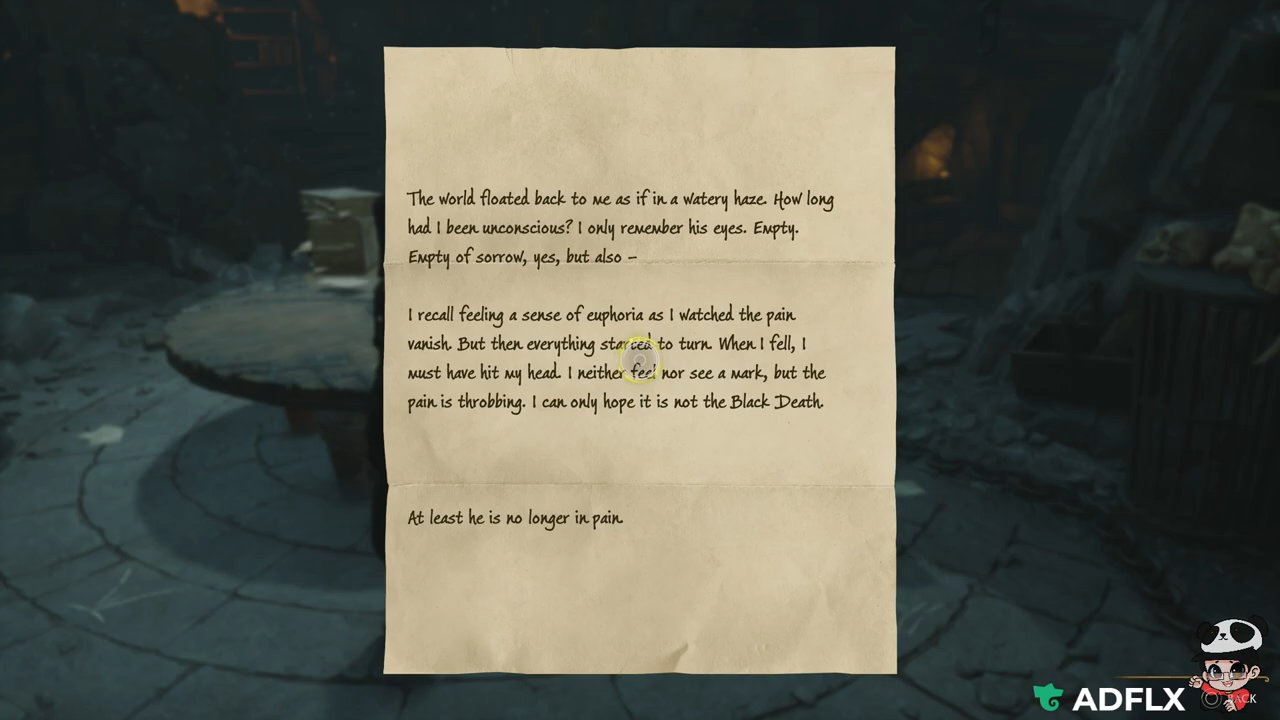 The world floated back to me as if in a watery haze. How long
had I been unconscious? I only remember his eyes. Empty.
Empty of sorrow, yes, but also –
I recall feeling a sense of euphoria as I watched the pain
vanish. But then everything started to turn. When I fell, I
must have hit my head. I neither feel nor see a mark, but the
pain is throbbing. I can only hope it is not the Black Death.
At least he is no longer in pain.
ADFLX
BACK